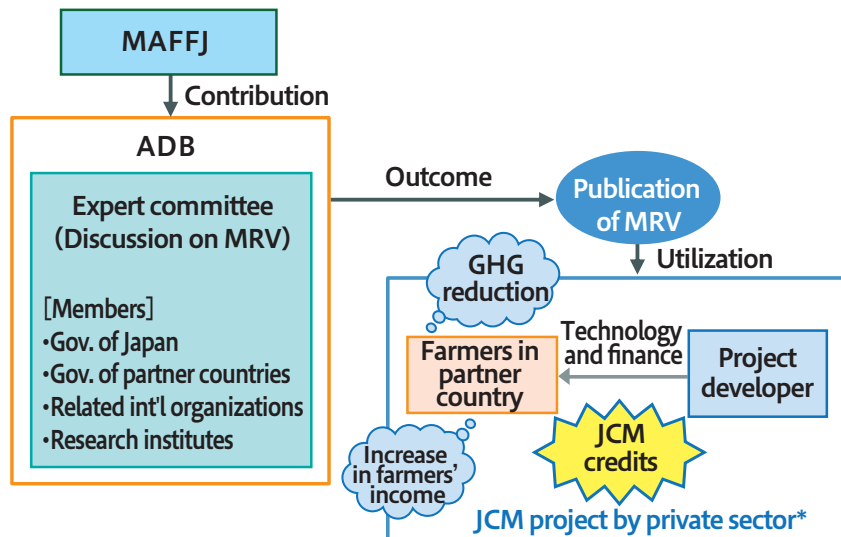 MAFFJ
Contribution
ADB
Expert committee
(Discussion on MRV)
[Members]
•Gov. of Japan
•Gov. of partner countries
•Related int'l organizations
•Research institutes
Outcome
Publication
of MRV
Utilization
GHG
reduction
Farmers in
partner
country
Technology
and finance
Project
developer
Increase
in farmers’
income
JCM
credits
JCM project by private sector*